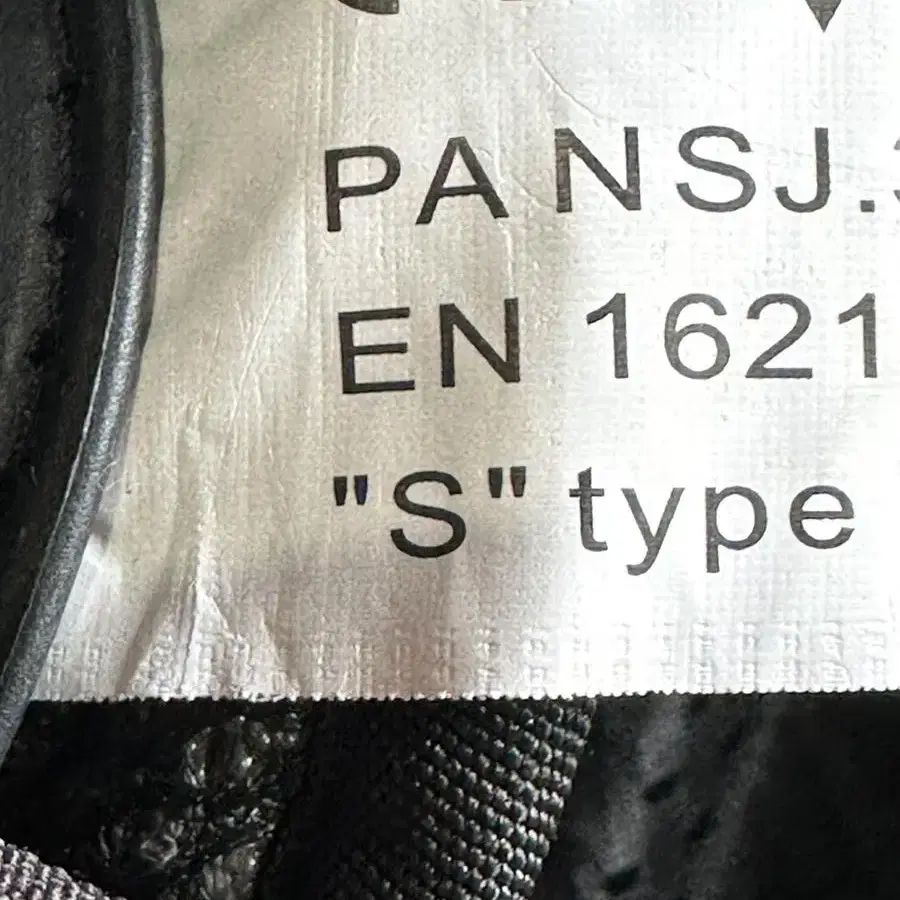 PANSJ.
EN 1621
"S" type